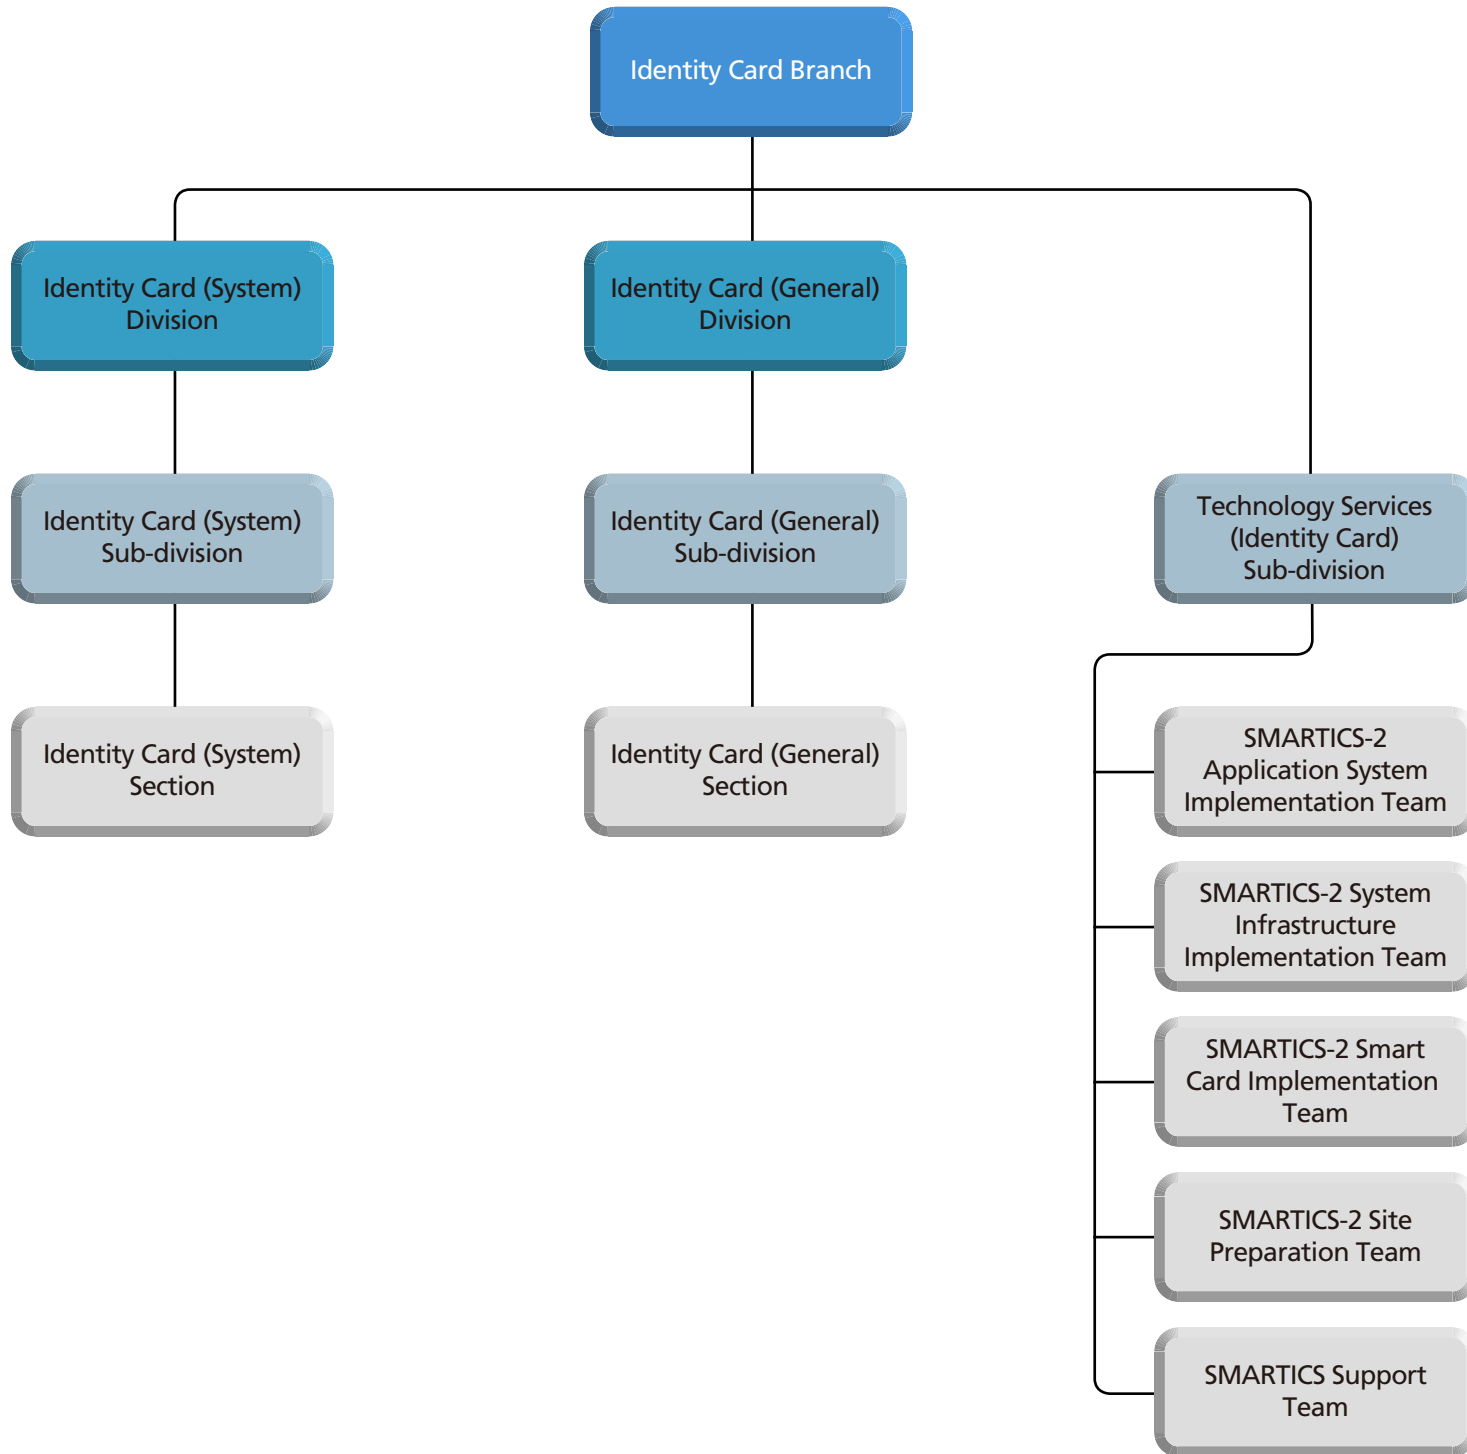 Identity Card Branch
Identity Card (System)
Division
Identity Card (General)
Division
Identity Card (System)
Sub-division
Identity Card (General)
Sub-division
Technology Services
(Identity Card)
Sub-division
Identity Card (System)
Section
Identity Card (General)
Section
SMARTICS-2
Application System
Implementation Team
SMARTICS-2 System
Infrastructure
Implementation Team
SMARTICS-2 Smart
Card Implementation
Team
SMARTICS-2 Site
Preparation Team
SMARTICS Support
Team